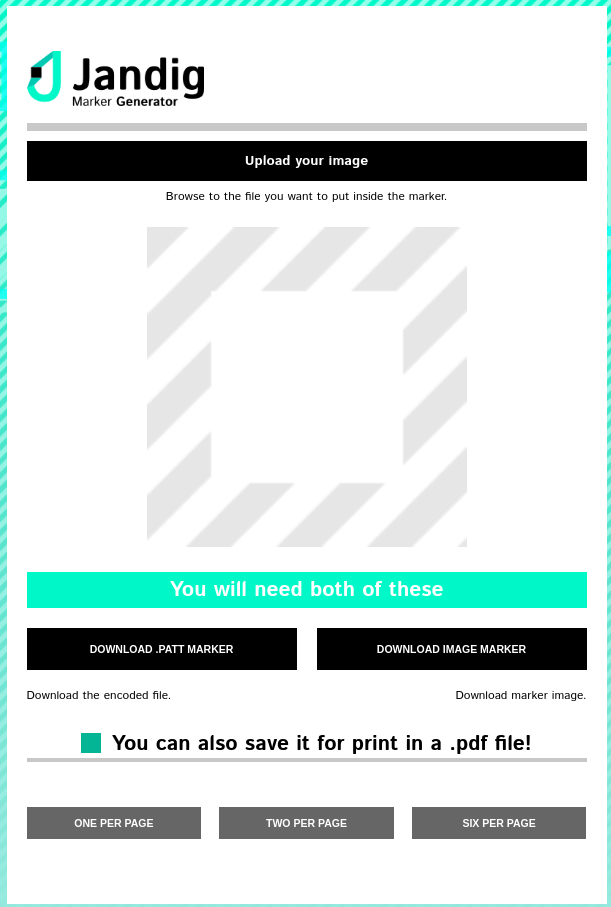 Jandig
Marker Generator
Upload your image
Browse to the file you want to put inside the marker.
You will need both of these
DOWNLOAD .PATT MARKER
DOWNLOAD IMAGE MARKER
Download the encoded file.
Download marker image.
You can also save it for print in a .pdf file!
ONE PER PAGE
TWO PER PAGE
SIX PER PAGE